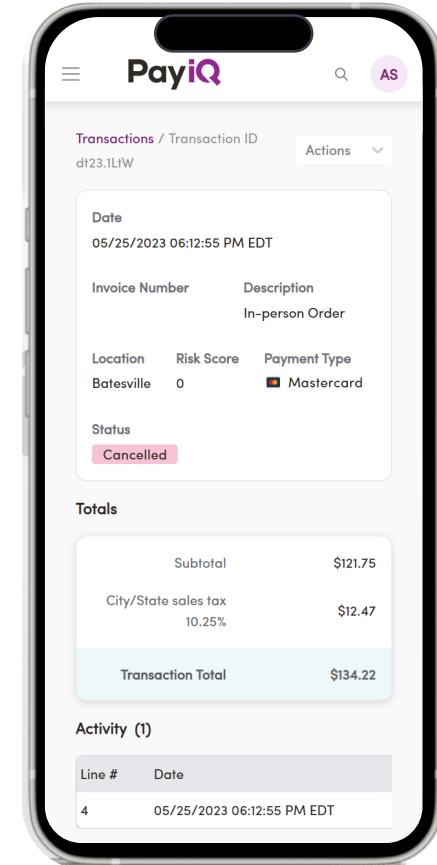 PayiQ
AS
Transactions / Transaction ID
dt23.1LtW
Actions
Date
05/25/2023 06:12:55 PM EDT
Invoice Number Description
In-person Order
Location Risk Score Payment Type
Batesville 0 Mastercard
Status
Cancelled
Totals
Subtotal $121.75
City/State sales tax
10.25% $12.47
Transaction Total $134.22
Activity (1)
Line # Date
4 05/25/2023 06:12:55 PM EDT